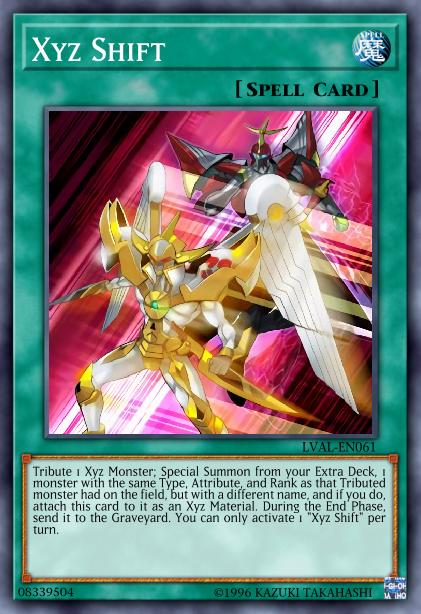 Xyz Shift
SPELL
魔
[ Spell Card ]
LVAL-EN061
Tribute 1 Xyz Monster; Special Summon from your Extra Deck, 1
monster with the same Type, Attribute, and Rank as that Tributed
monster had on the field, but with a different name, and if you do,
attach this card to it as an Xyz Material. During the End Phase,
send it to the Graveyard. You can only activate 1 "Xyz Shift" per
turn.
08339504
©1996 KAZUKI TAKAHASHI